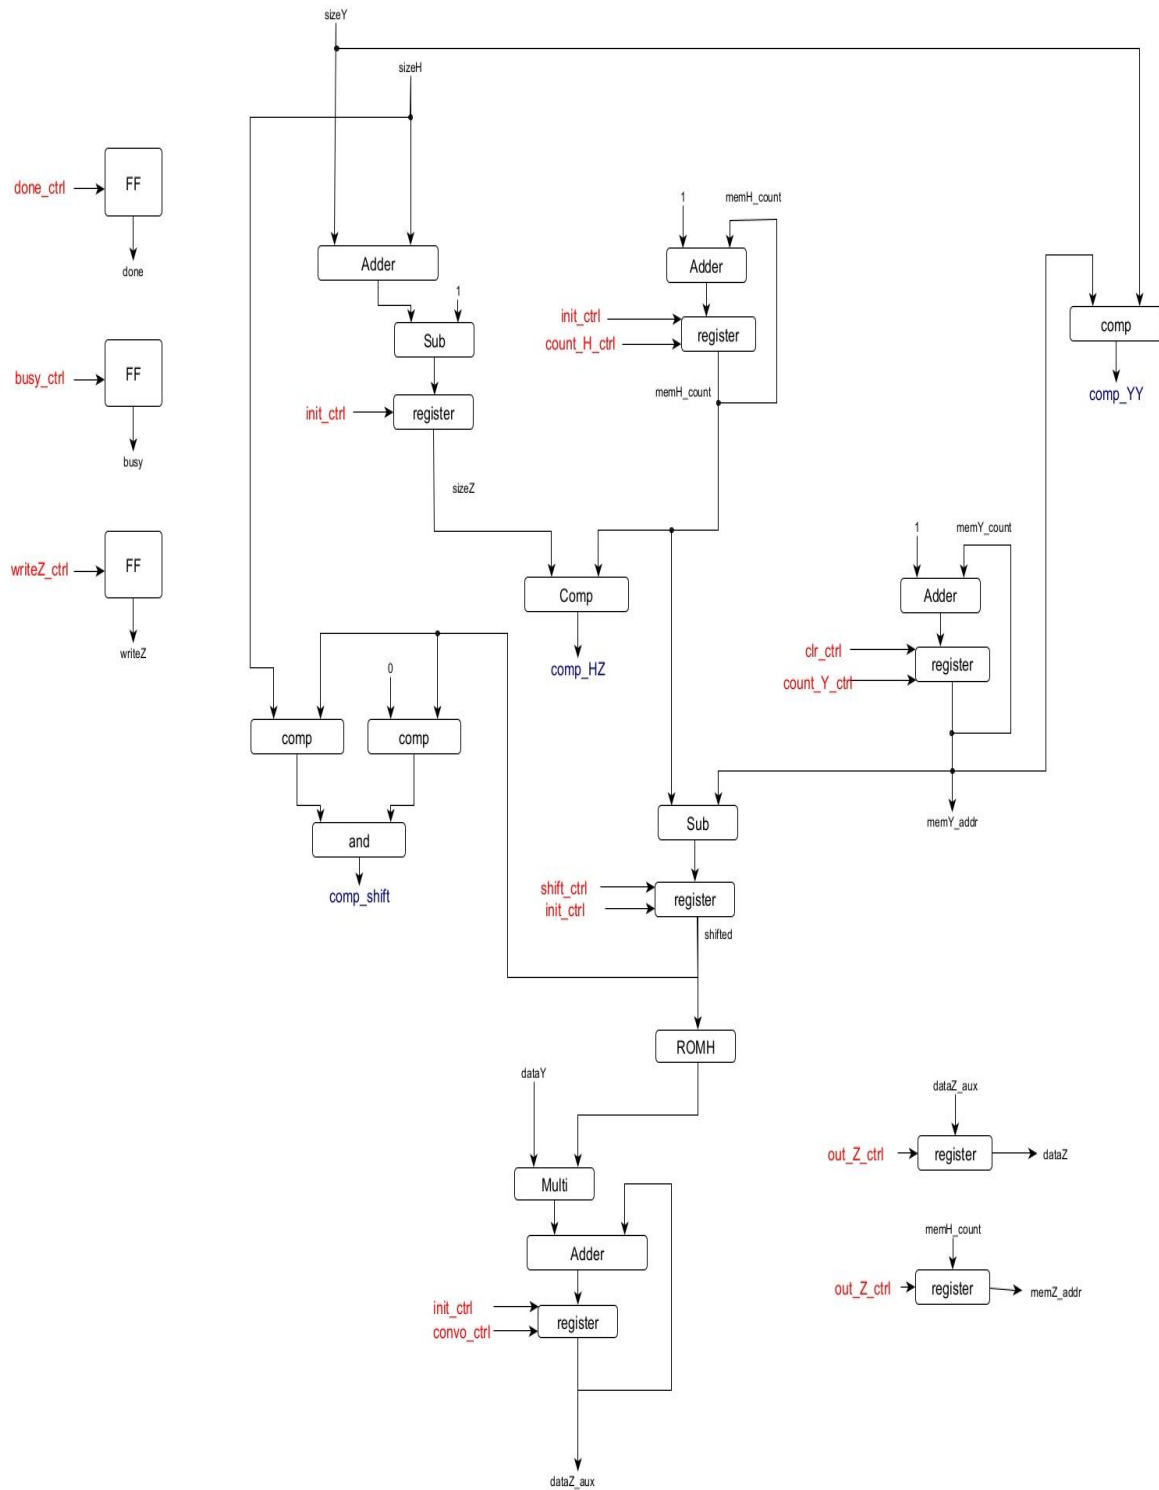 sizeY
sizeH
done_ctrl
FF
done
1
memH_count
Adder
Adder
1
init_ctrl
count_H_ctrl
register
comp
comp_YY
Sub
busy_ctrl
FF
busy
init_ctrl
register
memH_count
sizeZ
writeZ_ctrl
FF
writeZ
1
memY_count
Comp
comp_HZ
Adder
clr_ctrl
count_Y_ctrl
register
0
comp
comp
and
comp_shift
Sub
memY_addr
shift_ctrl
init_ctrl
register
shifted
ROMH
dataY
Multi
dataZ_aux
out_Z_ctrl
register
dataZ
Adder
memH_count
out_Z_ctrl
register
memZ_addr
init_ctrl
convo_ctrl
register
dataZ_aux